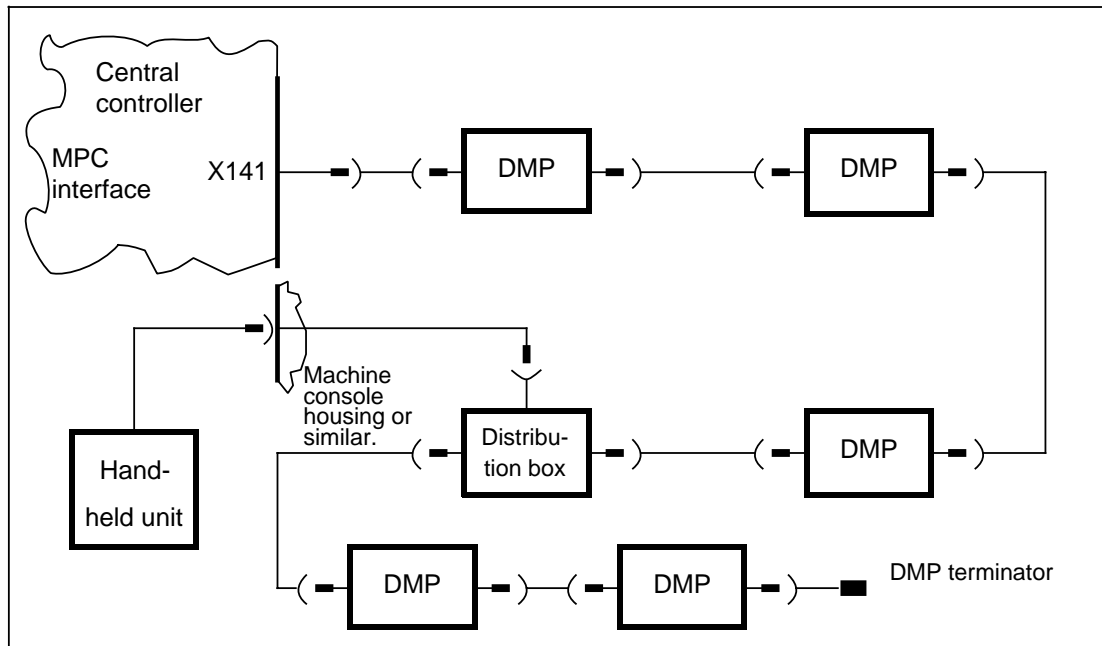 Central
controller
MPC
interface
X141
DMP
DMP
Machine
console
housing or
similar.
Hand-
held unit
Distribu-
tion box
DMP
DMP
DMP
DMP terminator